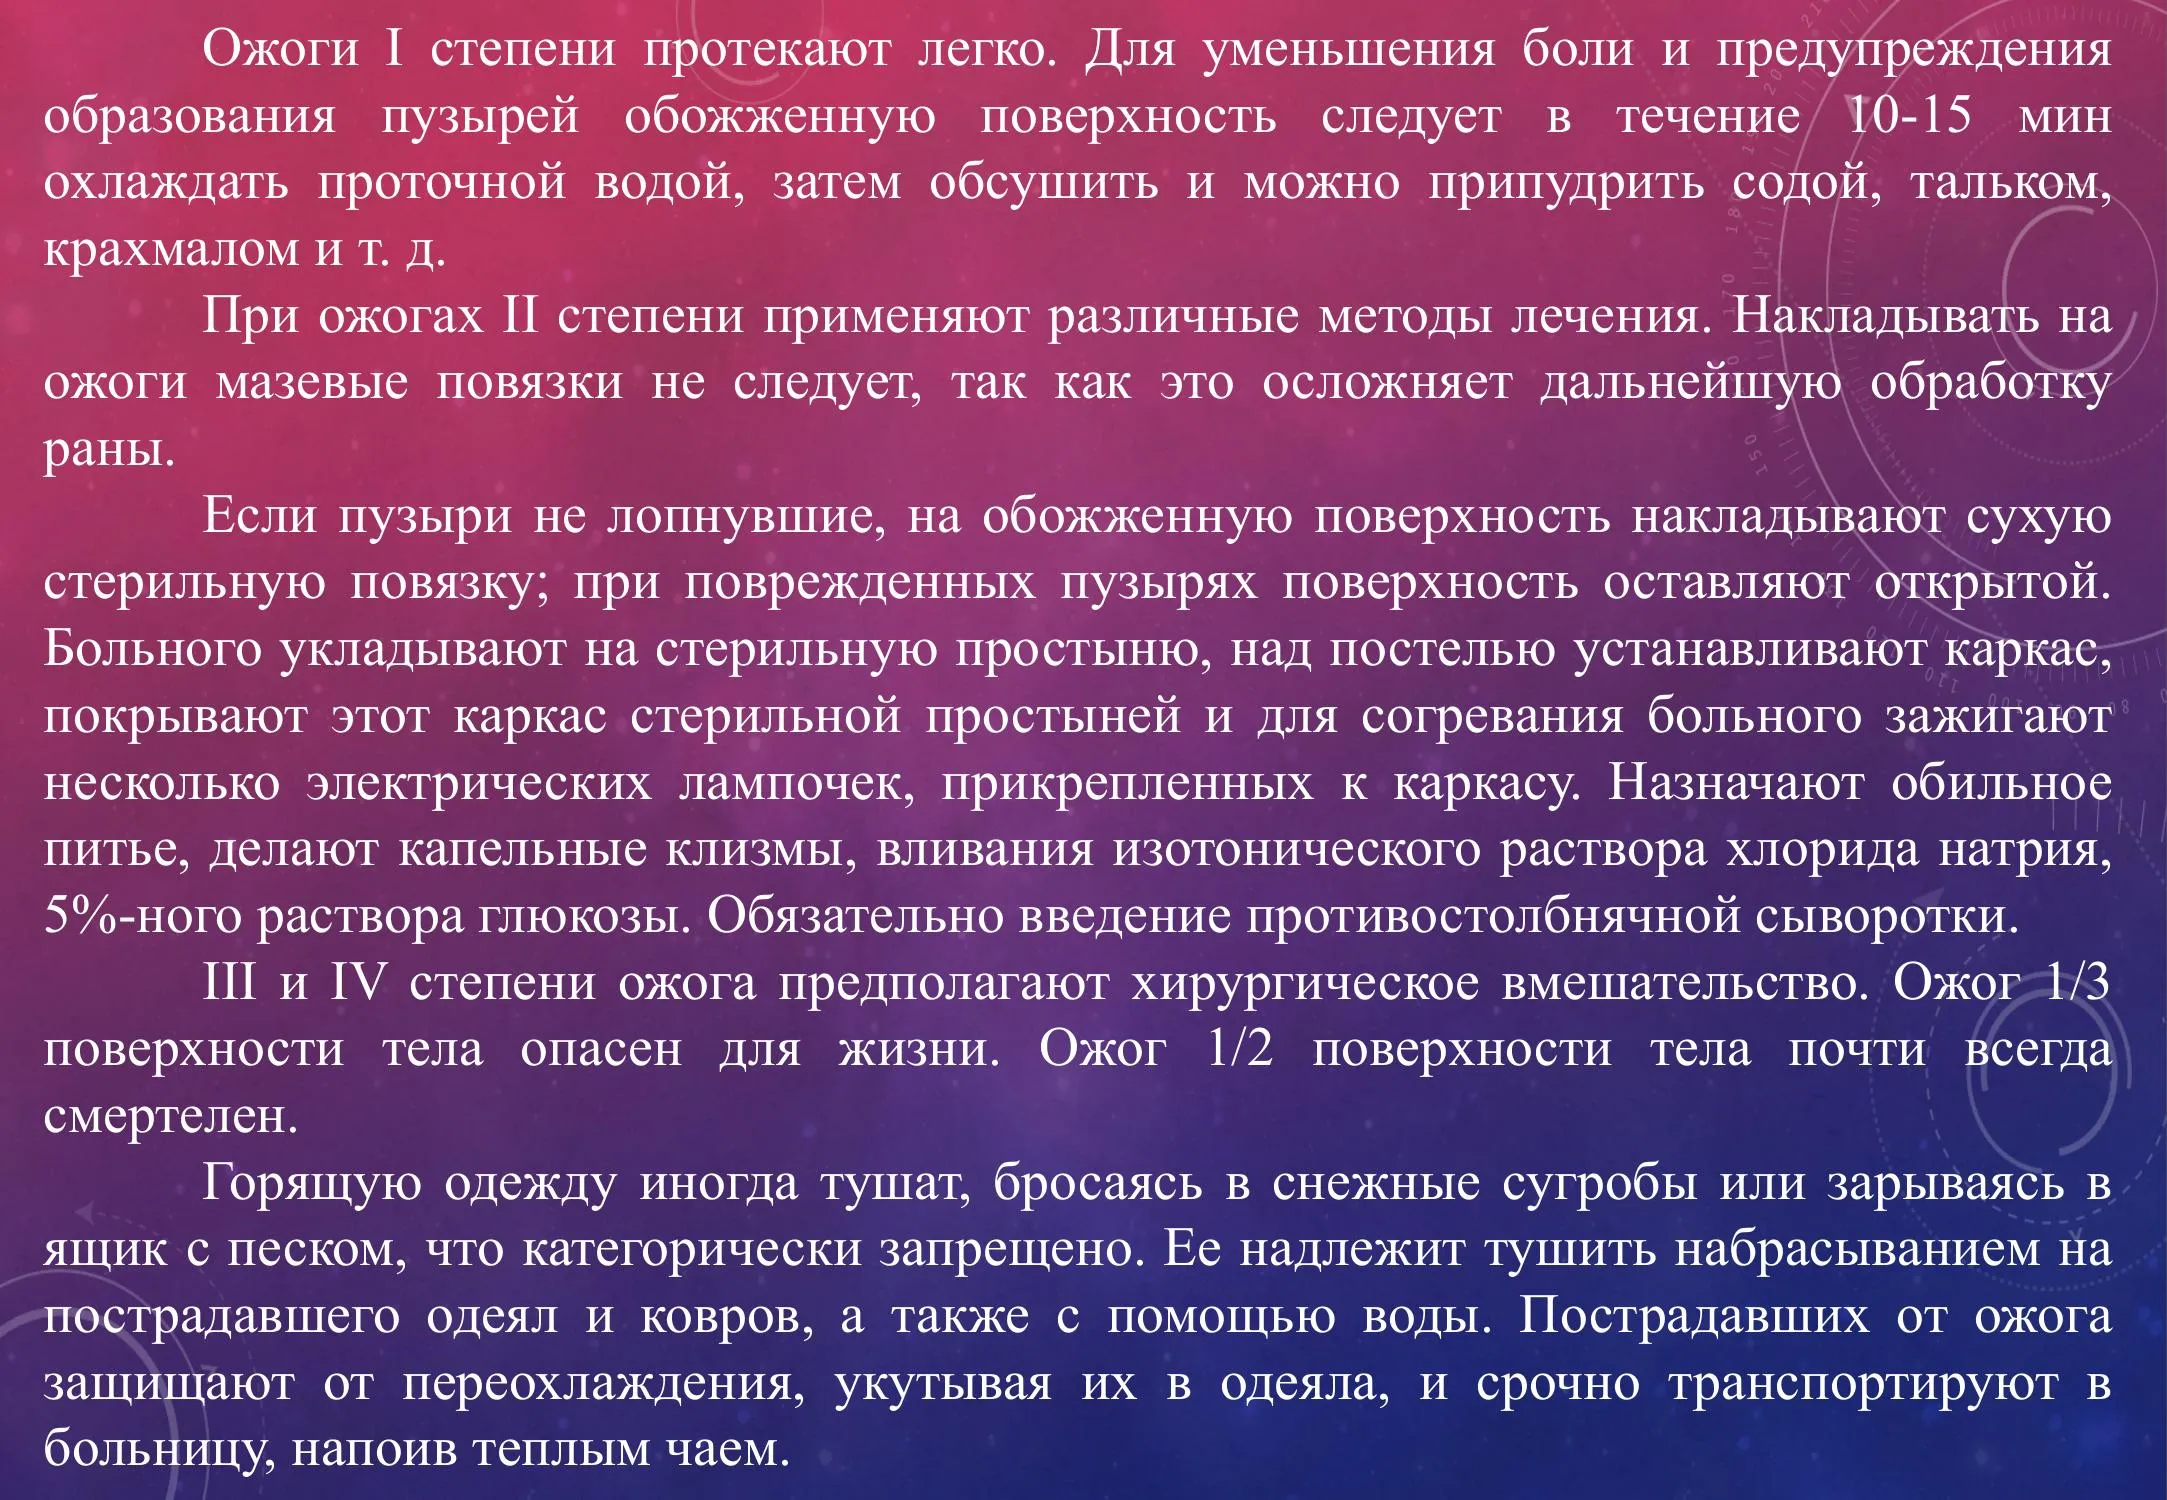 Ожоги I степени протекают легко. Для уменьшения боли и предупреждения
образования пузырей обожженную поверхность следует в течение 10-15 мин
охлаждать проточной водой, затем обсушить и можно припудрить содой, тальком,
крахмалом и т. д.
При ожогах II степени применяют различные методы лечения. Накладывать на
ожоги мазевые повязки не следует, так как это осложняет дальнейшую обработку
раны.
Если пузыри не лопнувшие, на обожженную поверхность накладывают сухую
стерильную повязку; при поврежденных пузырях поверхность оставляют открытой.
Больного укладывают на стерильную простыню, над постелью устанавливают каркас,
покрывают этот каркас стерильной простыней и для согревания больного зажигают
несколько электрических лампочек, прикрепленных к каркасу. Назначают обильное
питье, делают капельные клизмы, вливания изотонического раствора хлорида натрия,
5%-ного раствора глюкозы. Обязательно введение противостолбнячной сыворотки.
III и IV степени ожога предполагают хирургическое вмешательство. Ожог 1/3
поверхности тела опасен для жизни. Ожог 1/2 поверхности тела почти всегда
смертелен.
Горящую одежду иногда тушат, бросаясь в снежные сугробы или зарываясь в
ящик с песком, что категорически запрещено. Ее надлежит тушить набрасыванием на
пострадавшего одеял и ковров, а также с помощью воды. Пострадавших от ожога
защищают от переохлаждения, укутывая их в одеяла, и срочно транспортируют в
больницу, напоив теплым чаем.